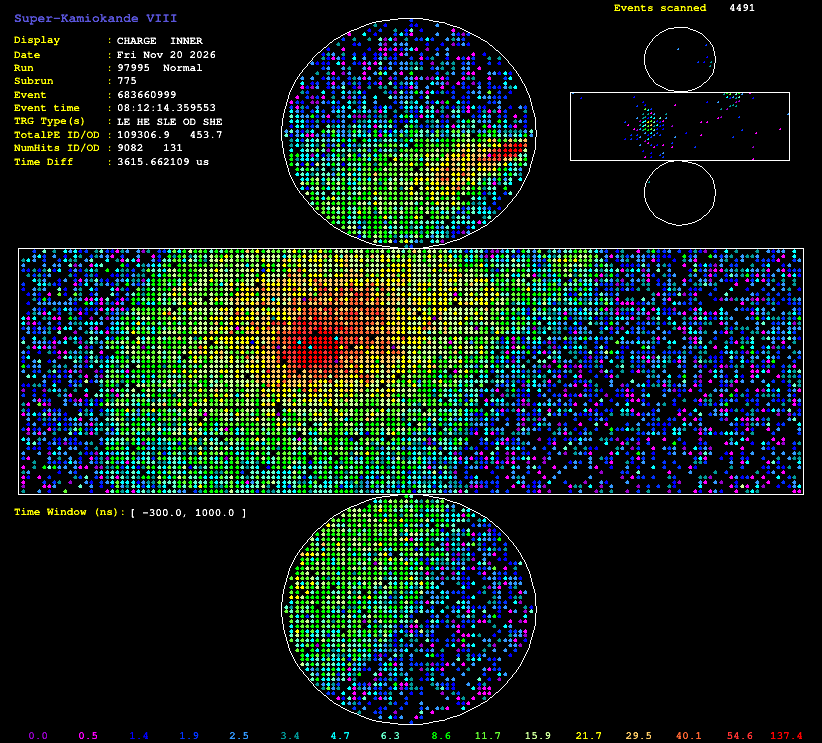 Super-Kamiokande VIII
Events scanned 4491
Display : CHARGE INNER
Date : Fri Nov 20 2026
Run : 97995 Normal
Subrun : 775
Event : 683660999
Event time : 08:12:14.359553
TRG Type(s) : LE HE SLE OD SHE
TotalPE ID/OD : 109306.9 453.7
NumHits ID/OD : 9082 131
Time Diff : 3615.662109 us
Time Window (ns): [ -300.0, 1000.0 ]
0.0 0.5 1.4 1.9 2.5 3.4 4.7 6.3 8.6 11.7 15.9 21.7 29.5 40.1 54.6 137.4